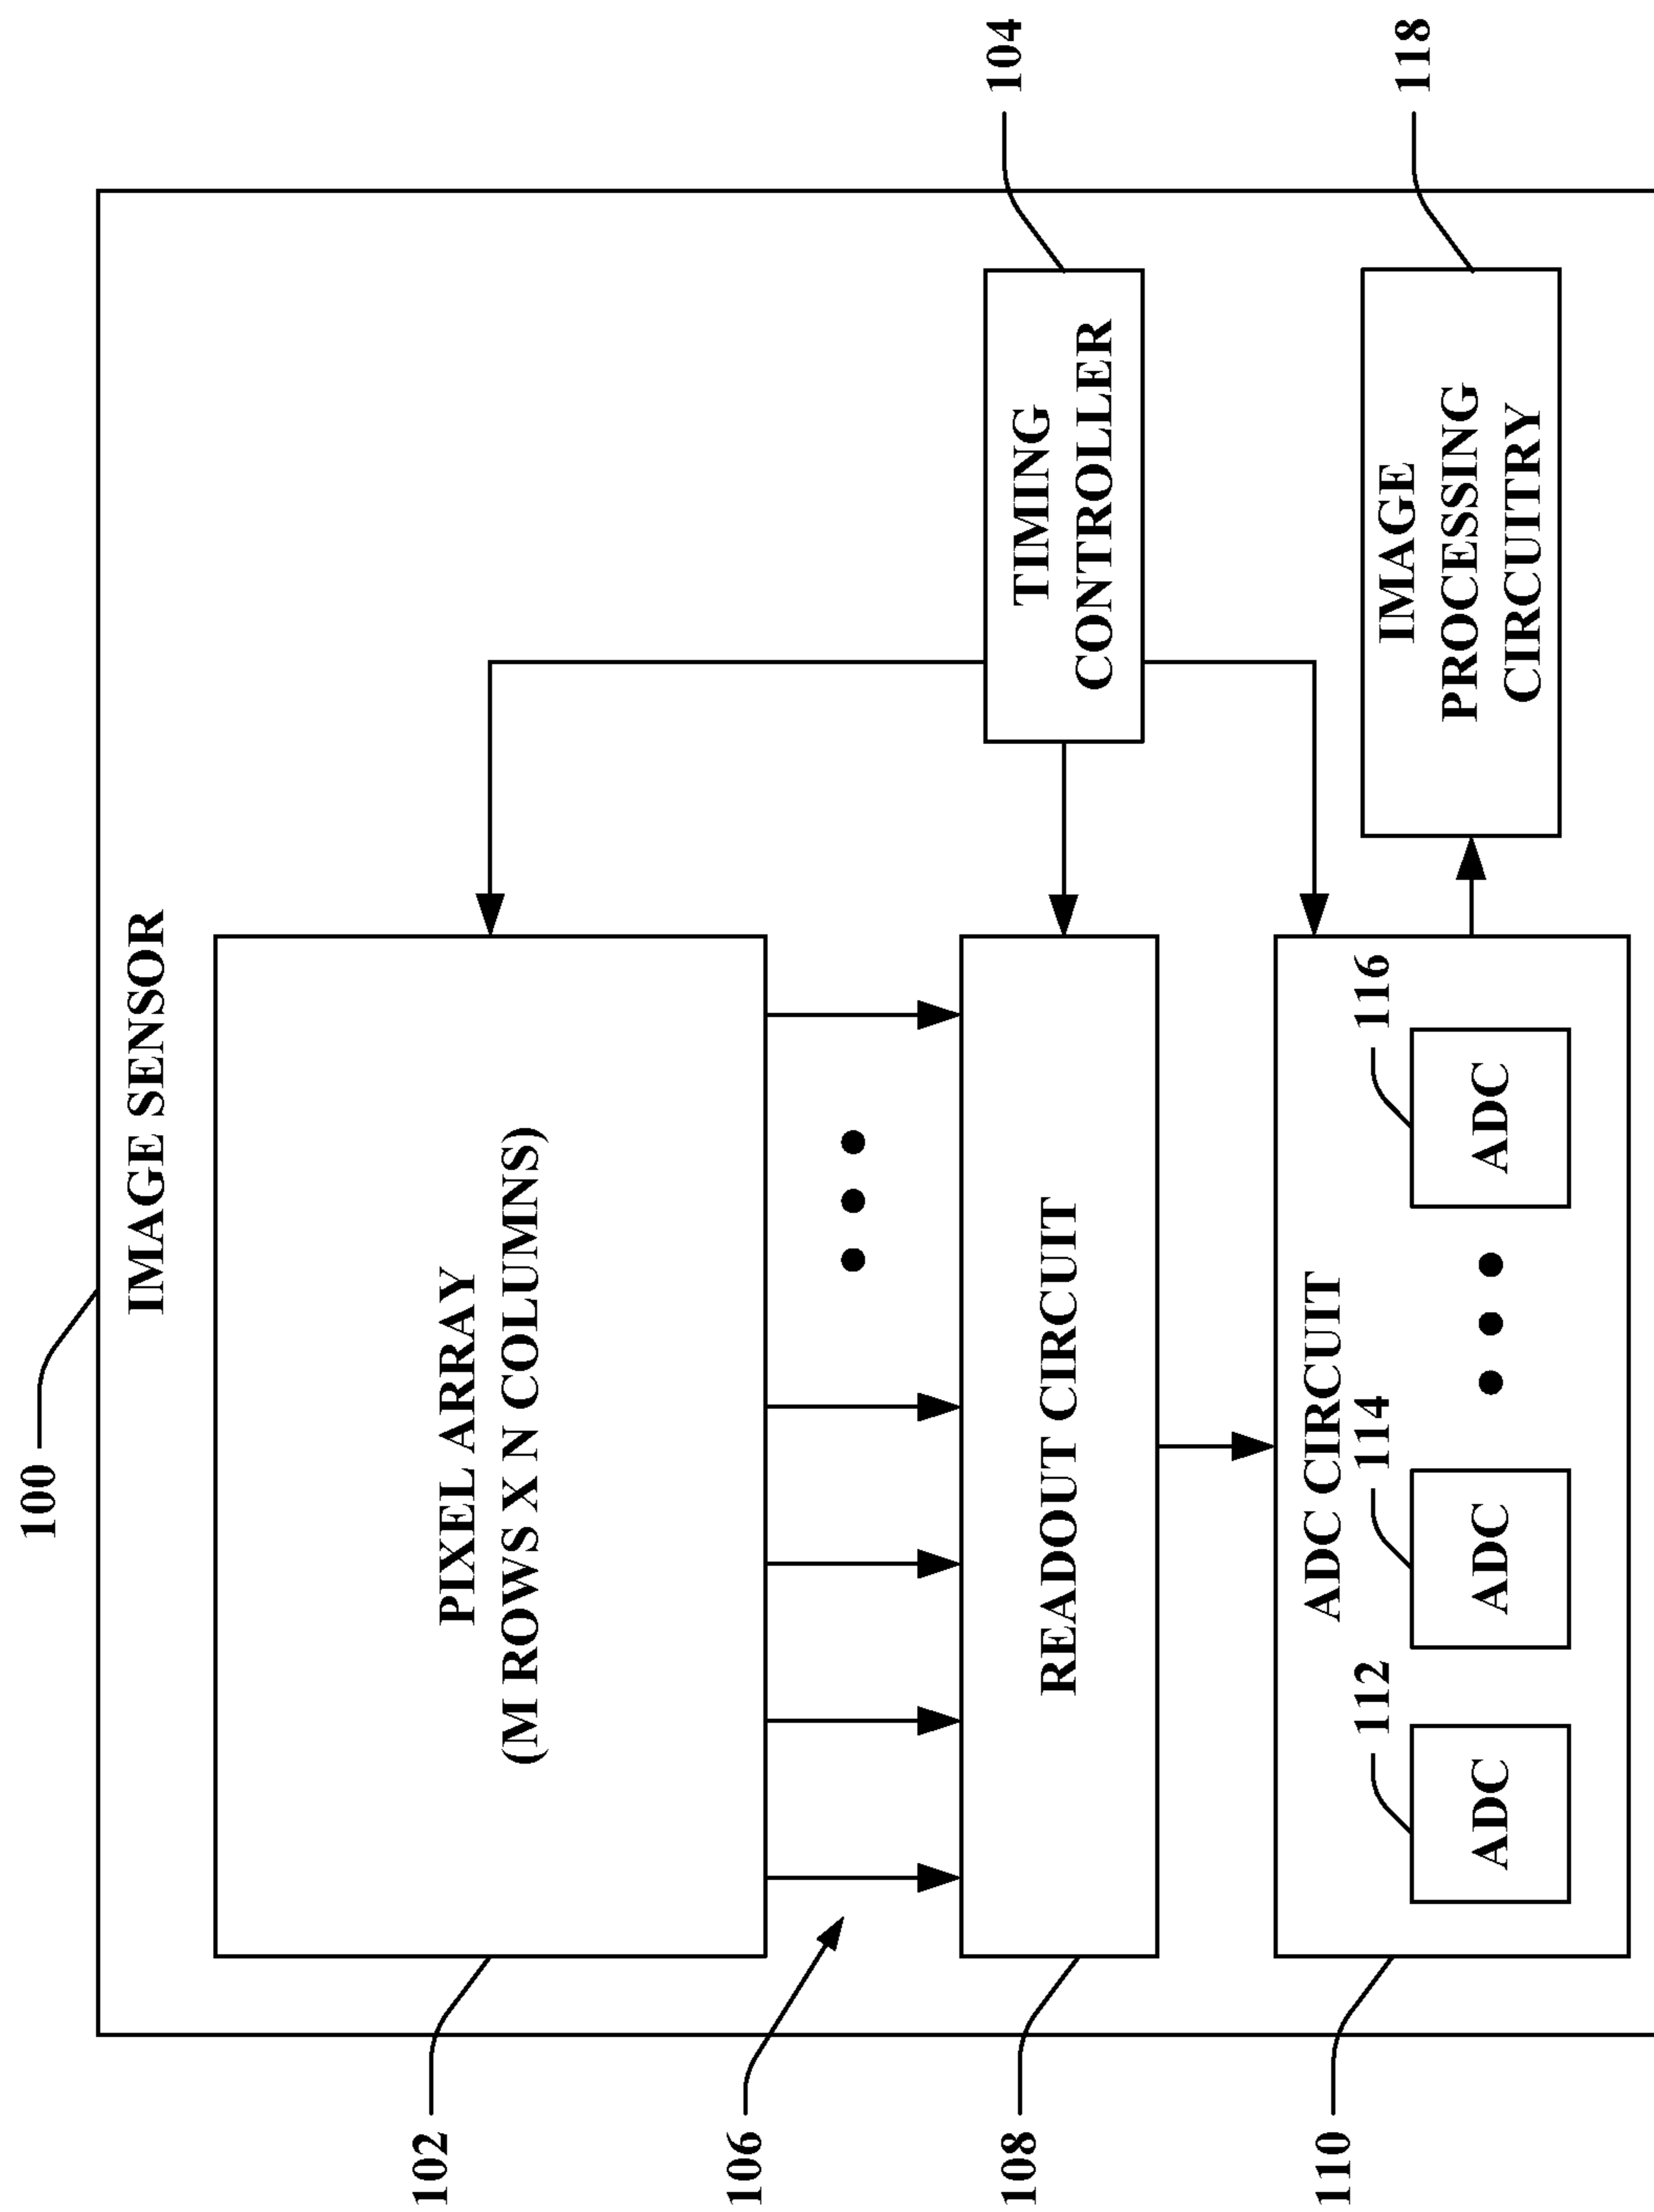 100
IMAGE SENSOR
102
PIXEL ARRAY
(M ROWS X N COLUMNS)
106
104
TIMING
CONTROLLER
108
READOUT CIRCUIT
110
ADC CIRCUIT
112
114
116
ADC
ADC
ADC
118
IMAGE
PROCESSING
CIRCUITRY